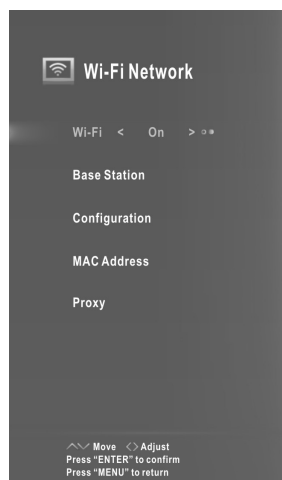 Wi-Fi Network
Wi-Fi < On >
Base Station
Configuration
MAC Address
Proxy
Move <> Adjust
Press “ENTER” to confirm
Press “MENU” to return